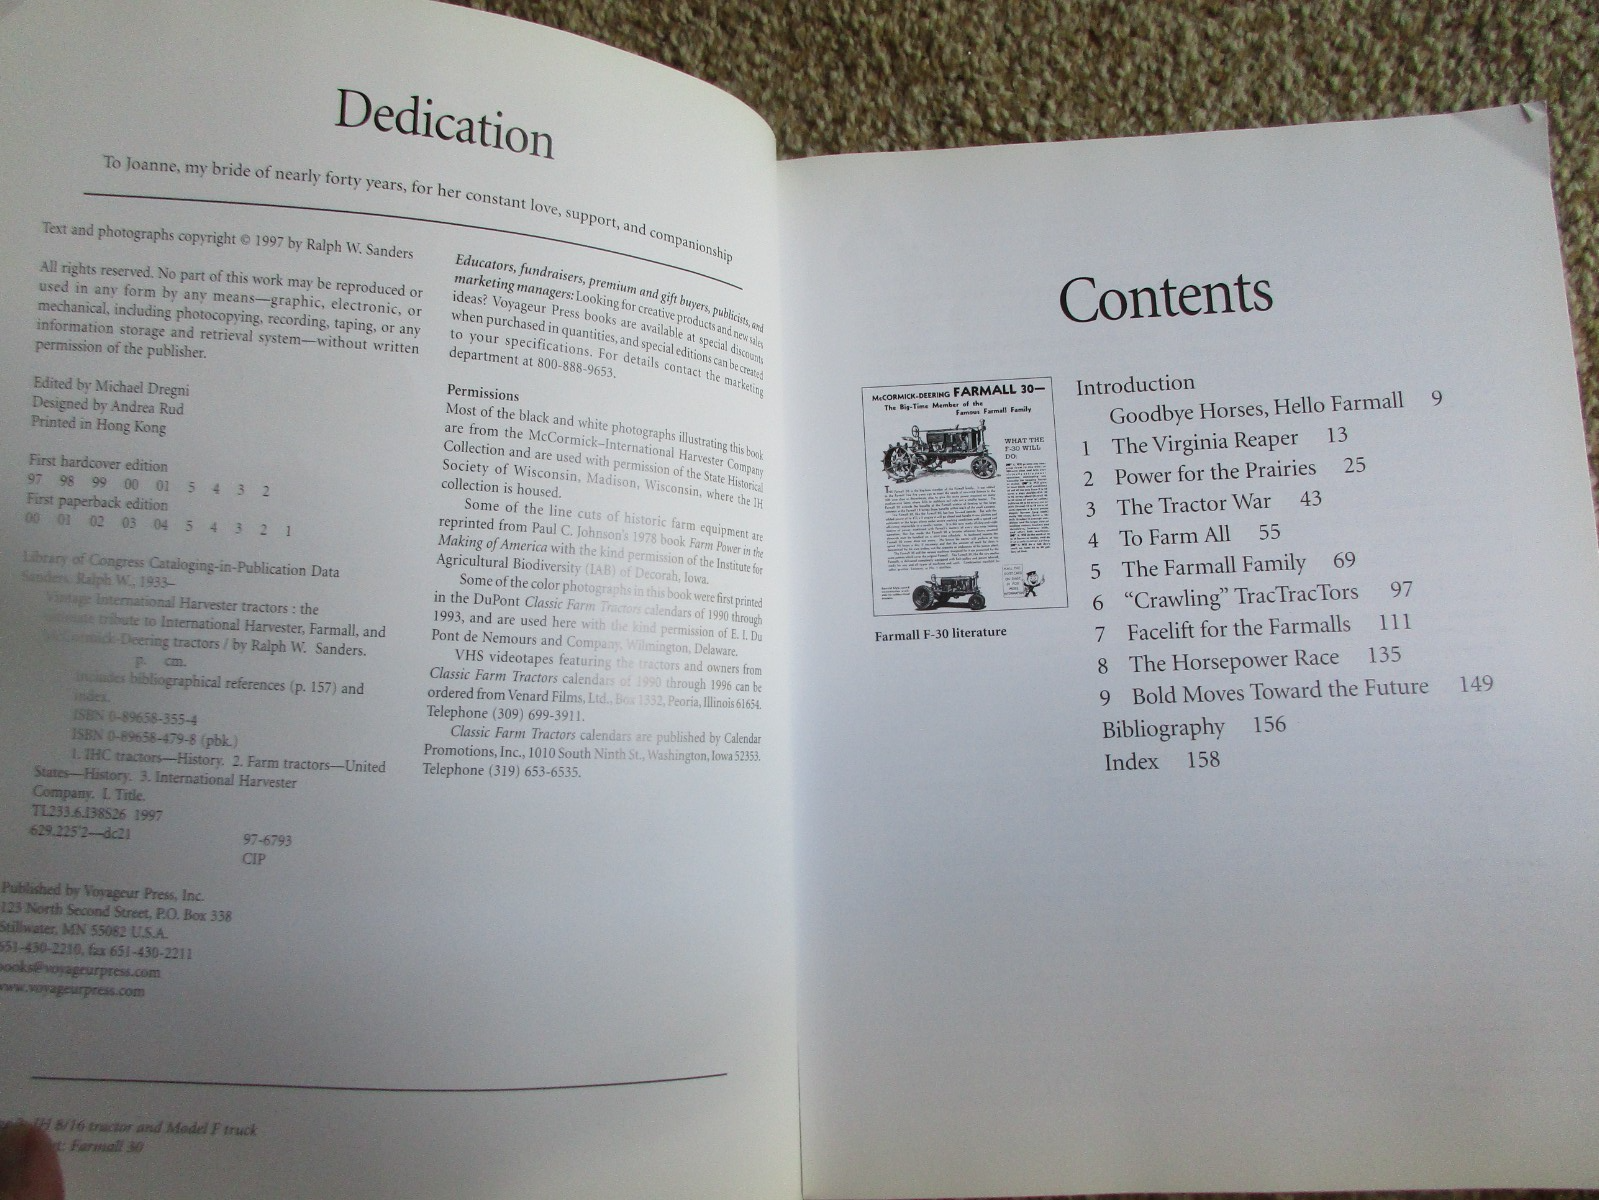 Dedication
To Joanne, my bride of nearly forty years, for her constant love, support, and companionship
Text and photographs copyright © 1997 by Ralph W. Sanders
All rights reserved. No part of this work may be reproduced or
used in any form by any means—graphic, electronic, or
mechanical, including photocopying, recording, taping, or any
information storage and retrieval system—without written
permission of the publisher.
Edited by Michael Dregni
Designed by Andrea Rud
Printed in Hong Kong
First hardcover edition
97 98 99 00 01 5 4 3 2
First paperback edition
00 01 02 03 04 5 4 3 2 1
Library of Congress Cataloging-in-Publication Data
Sanders, Ralph W., 1933–
Vintage International Harvester tractors : the
ultimate tribute to International Harvester, Farmall, and
McCormick-Deering tractors / by Ralph W. Sanders.
p. cm.
Includes bibliographical references (p. 157) and
index.
ISBN 0-89658-355-4
ISBN 0-89658-479-8 (pbk.)
1. IHC tractors—History. 2. Farm tractors—United
States—History. 3. International Harvester
Company. I. Title.
TL233.6.I38S26 1997
629.225'2—dc21
97-6793
CIP
Published by Voyageur Press, Inc.
123 North Second Street, P.O. Box 338
Stillwater, MN 55082 U.S.A.
651-430-2210, fax 651-430-2211
books@voyageurpress.com
www.voyageurpress.com
IH 8/16 tractor and Model F truck
Farmall 30
Educators, fundraisers, premium and gift buyers, publicists, and
marketing managers: Looking for creative products and new sales
ideas? Voyageur Press books are available at special discounts
when purchased in quantities, and special editions can be created
to your specifications. For details contact the marketing
department at 800-888-9653.
Permissions
Most of the black and white photographs illustrating this book
are from the McCormick–International Harvester Company
Collection and are used with permission of the State Historical
Society of Wisconsin, Madison, Wisconsin, where the IH
collection is housed.
Some of the line cuts of historic farm equipment are
reprinted from Paul C. Johnson's 1978 book Farm Power in the
Making of America with the kind permission of the Institute for
Agricultural Biodiversity (IAB) of Decorah, Iowa.
Some of the color photographs in this book were first printed
in the DuPont Classic Farm Tractors calendars of 1990 through
1993, and are used here with the kind permission of E. I. Du
Pont de Nemours and Company, Wilmington, Delaware.
VHS videotapes featuring the tractors and owners from
Classic Farm Tractors calendars of 1990 through 1996 can be
ordered from Venard Films, Ltd., Box 1332, Peoria, Illinois 61654.
Telephone (309) 699-3911.
Classic Farm Tractors calendars are published by Calendar
Promotions, Inc., 1010 South Ninth St., Washington, Iowa 52353.
Telephone (319) 653-6535.
Contents
McCORMICK-DEERING FARMALL 30—
The Big-Time Member of the
Famous Farmall Family
WHAT THE
F-30 WILL
DO:
Farmall F-30 literature
Introduction
Goodbye Horses, Hello Farmall 9
1 The Virginia Reaper 13
2 Power for the Prairies 25
3 The Tractor War 43
4 To Farm All 55
5 The Farmall Family 69
6 “Crawling” TracTracTors 97
7 Facelift for the Farmalls 111
8 The Horsepower Race 135
9 Bold Moves Toward the Future 149
Bibliography 156
Index 158